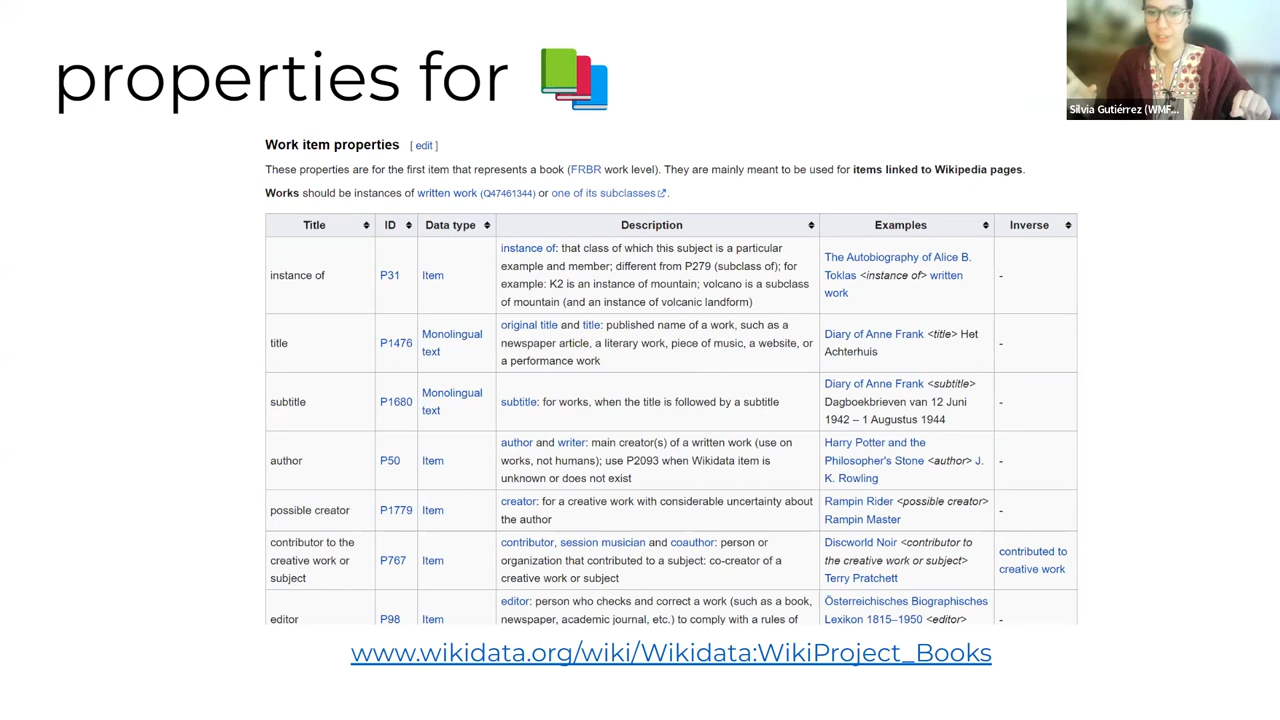 properties for
Silvia Gutiérrez (WMF...
Work item properties [ edit ]
These properties are for the first item that represents a book (FRBR work level). They are mainly meant to be used for items linked to Wikipedia pages.
Works should be instances of written work (Q47461344) or one of its subclasses.
Title ID Data type Description Examples Inverse
instance of P31 Item instance of: that class of which this subject is a particular
example and member; different from P279 (subclass of); for
example: K2 is an instance of mountain; volcano is a subclass
of mountain (and an instance of volcanic landform)
The Autobiography of Alice B.
Toklas <instance of> written
work
-
title P1476 Monolingual
text
original title and title: published name of a work, such as a
newspaper article, a literary work, piece of music, a website, or
a performance work
Diary of Anne Frank <title> Het
Achterhuis
-
subtitle P1680 Monolingual
text
subtitle: for works, when the title is followed by a subtitle
Diary of Anne Frank <subtitle>
Dagboekbrieven van 12 Juni
1942 – 1 Augustus 1944
-
author P50 Item author and writer: main creator(s) of a written work (use on
works, not humans); use P2093 when Wikidata item is
unknown or does not exist
Harry Potter and the
Philosopher's Stone <author> J.
K. Rowling
-
possible creator P1779 Item creator: for a creative work with considerable uncertainty about
the author
Rampin Rider <possible creator>
Rampin Master
-
contributor to the
creative work or
subject
P767 Item contributor, session musician and coauthor: person or
organization that contributed to a subject: co-creator of a
creative work or subject
Discworld Noir <contributor to
the creative work or subject>
Terry Pratchett
contributed to
creative work
editor P98 Item editor: person who checks and correct a work (such as a book,
newspaper, academic journal, etc.) to comply with a rules of
Österreichisches Biographisches
Lexikon 1815–1950 <editor>
-
www.wikidata.org/wiki/Wikidata:WikiProject_Books